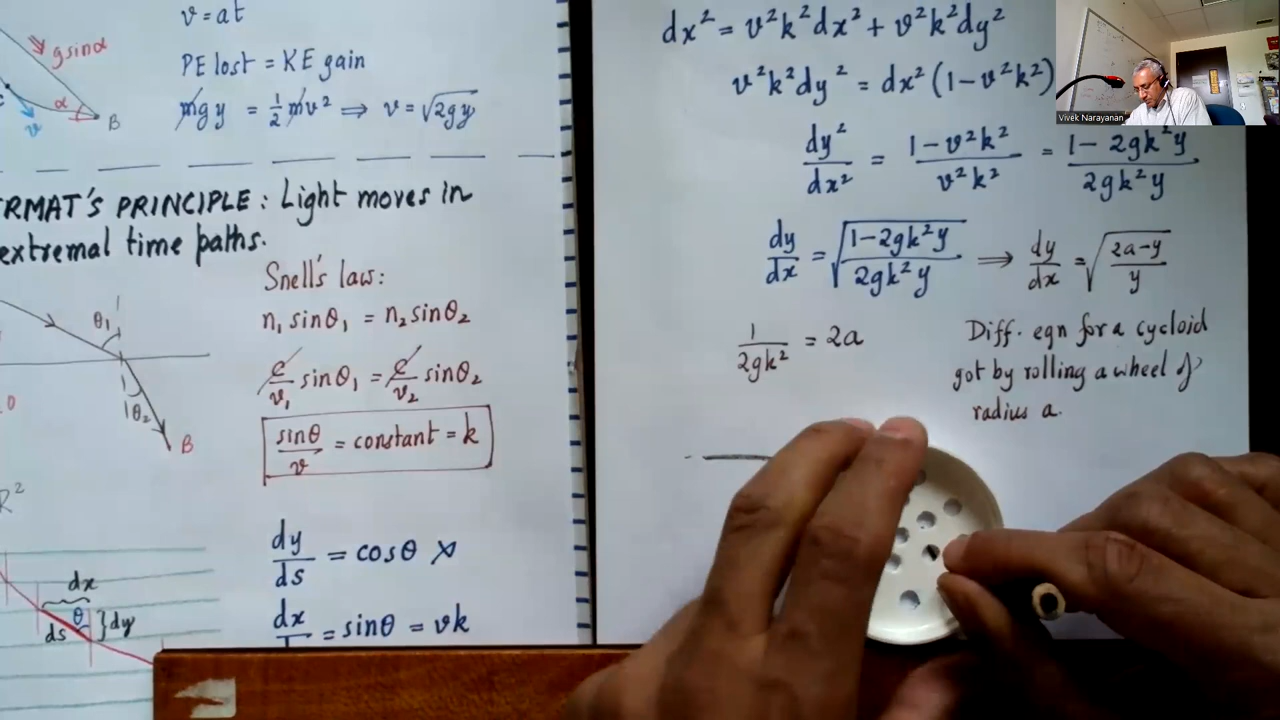 v = at
g sinα
PE lost = KE gain
mgy = 1/2 mv² ⟹ v = √2gy
α
B
c
v
RMAT'S PRINCIPLE : Light moves in
extremal time paths.
Snell's law :
θ₁
n₁ sinθ₁ = n₂ sinθ₂
c/v₁ sinθ₁ = c/v₂ sinθ₂
θ₂
B
sinθ/v = constant = k
R²
dy/ds = cosθ ×
dx
θ
ds
dy
dx
= sinθ = vk
dx² = v²k²dx² + v²k²dy²
v²k²dy² = dx² (1 − v²k²)
dy²/dx² = (1 − v²k²)/(v²k²) = (1 − 2gk²y)/(2gk²y)
dy/dx = √((1−2gk²y)/(2gk²y)) ⟹ dy/dx = √((2a−y)/y)
1/(2gk²) = 2a
Diff. eqn for a cycloid
got by rolling a wheel of
radius a.
Vivek Narayanan